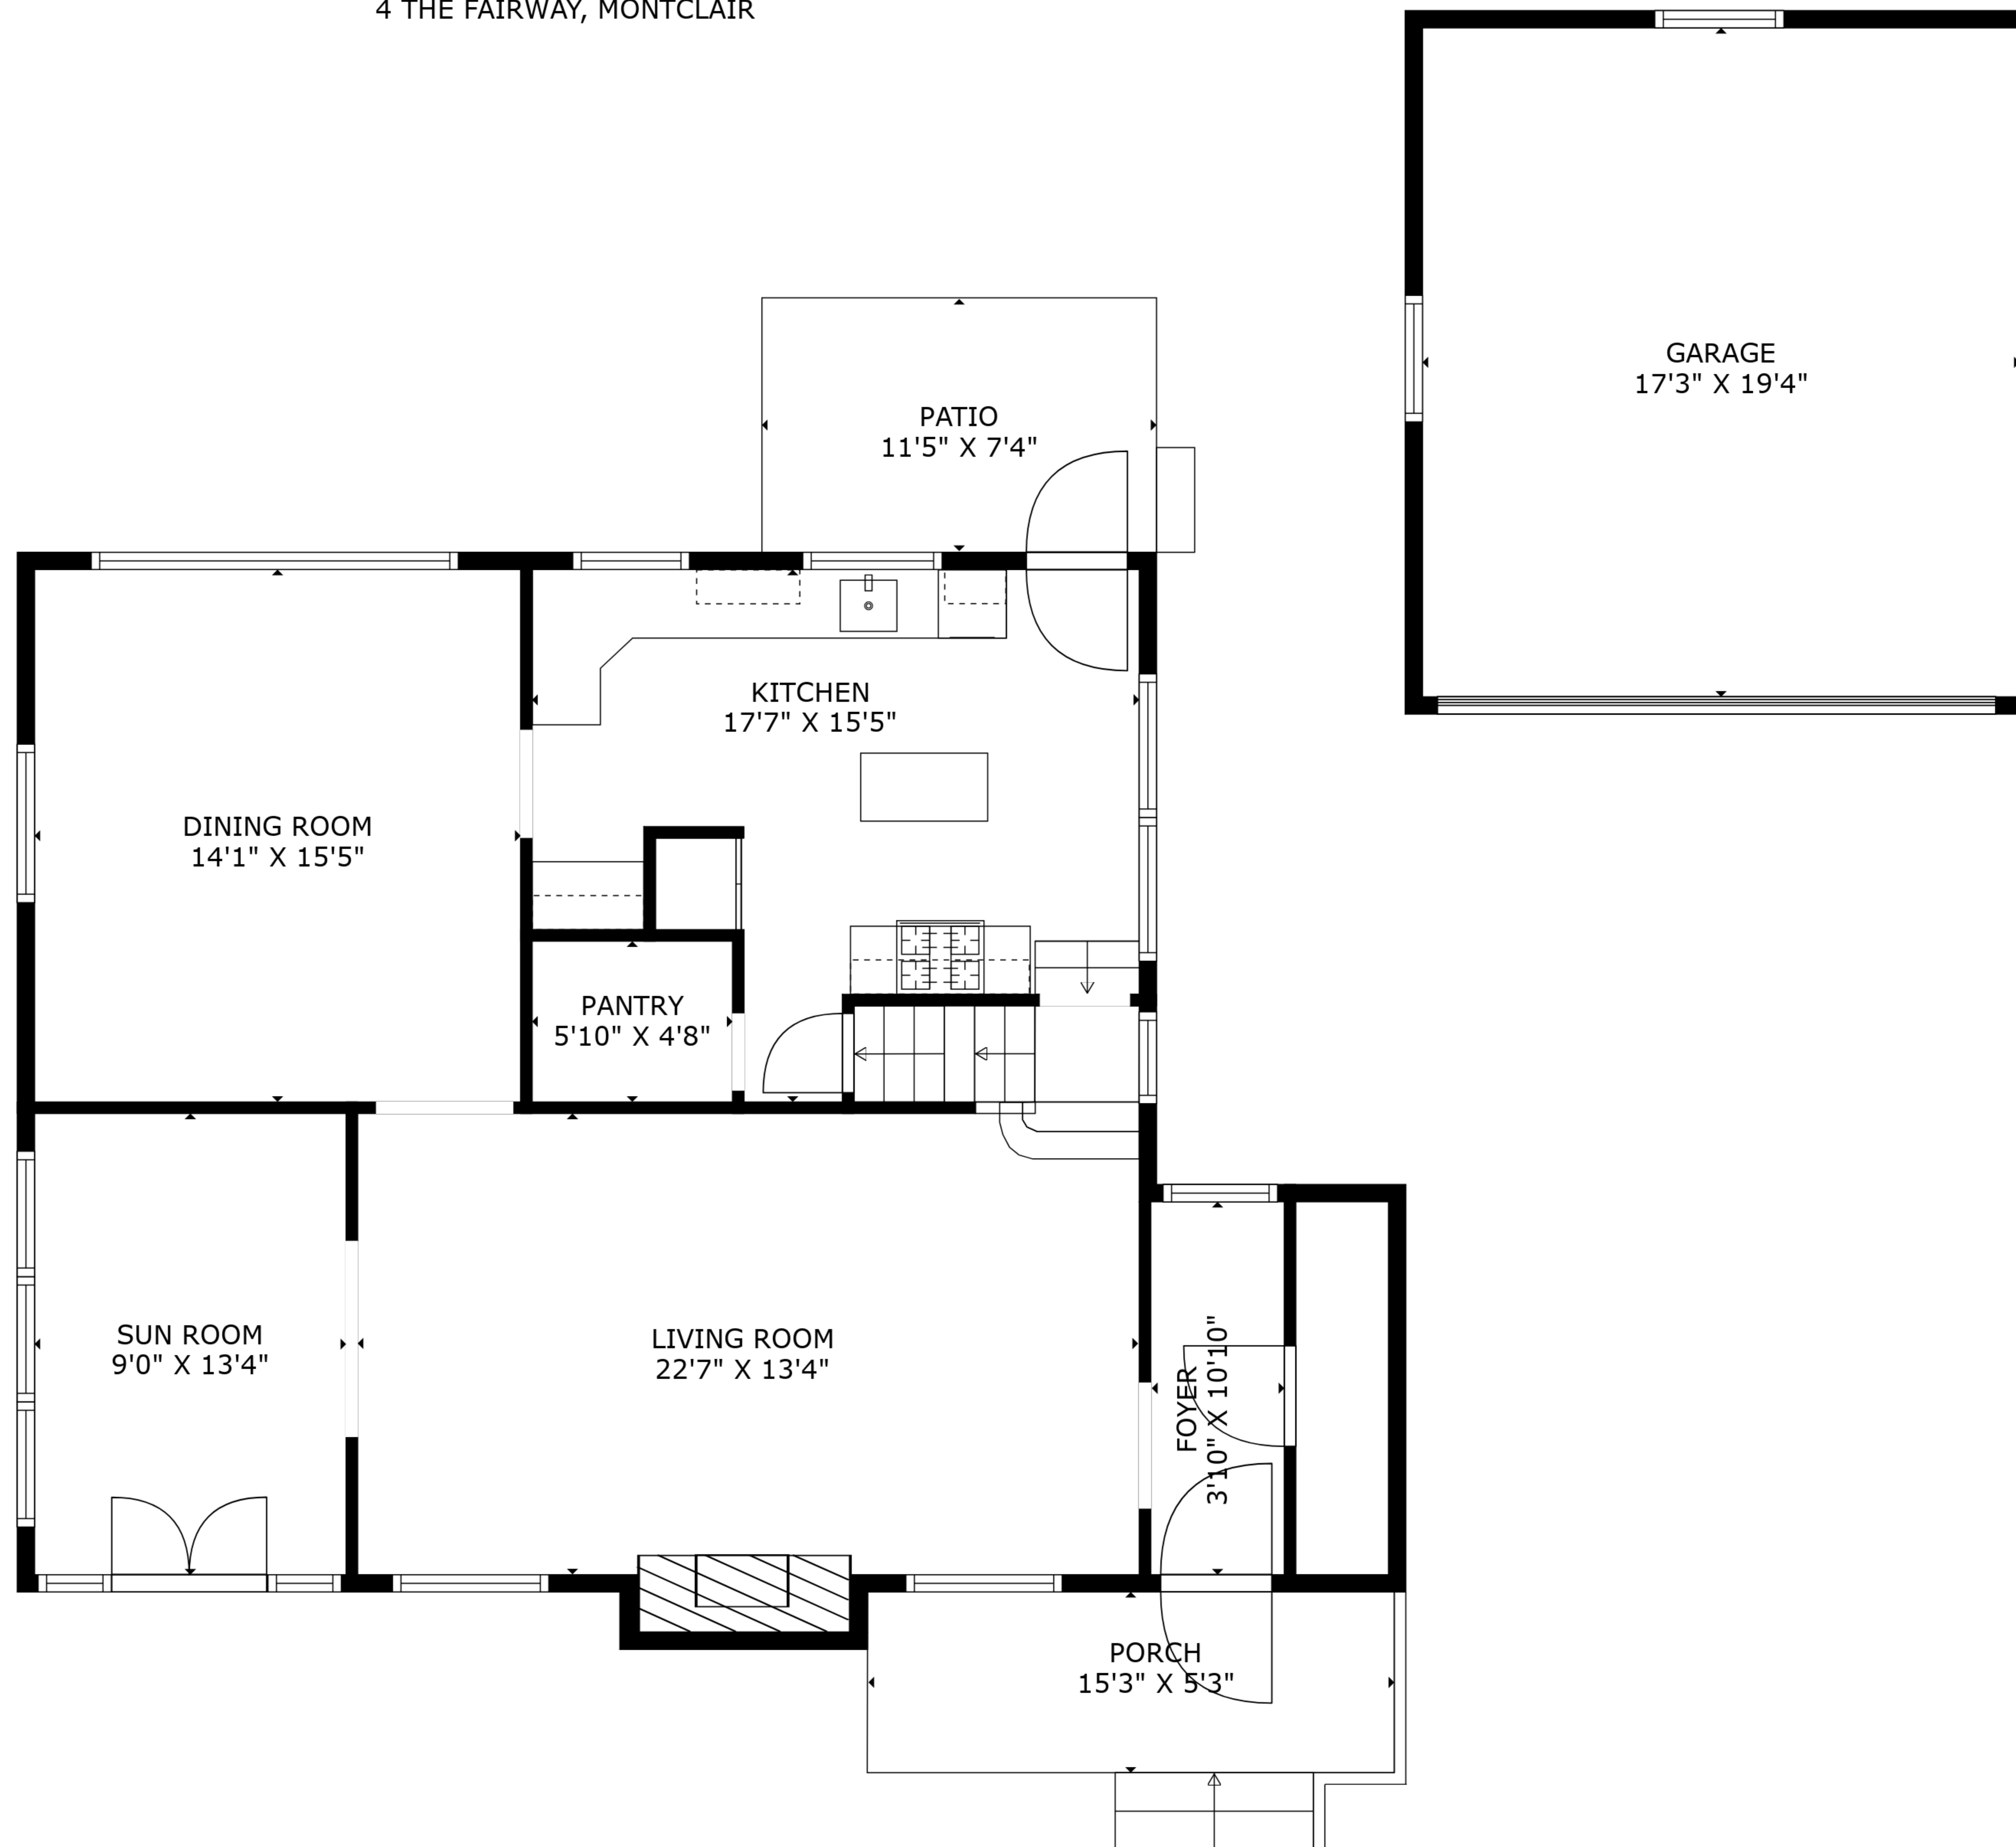 4 THE FAIRWAY, MONTCLAIR
GARAGE
17'3" X 19'4"
PATIO
11'5" X 7'4"
KITCHEN
17'7" X 15'5"
DINING ROOM
14'1" X 15'5"
PANTRY
5'10" X 4'8"
SUN ROOM
9'0" X 13'4"
LIVING ROOM
22'7" X 13'4"
FOYER
3'10" X 10'10"
PORCH
15'3" X 5'3"